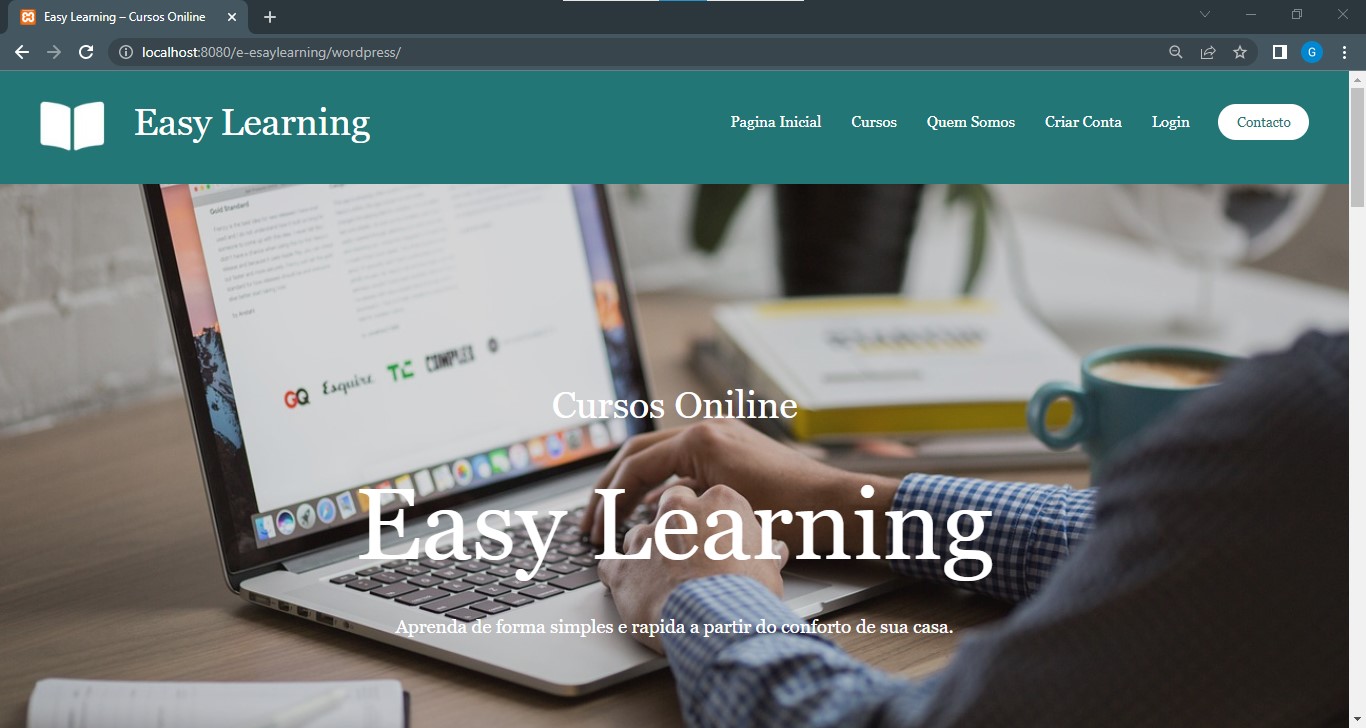 Easy Learning – Cursos Oniline
localhost:8080/e-esaylearning/wordpress/
G
Easy Learning
Pagina Inicial Cursos Quem Somos Criar Conta Login Contacto
Gold Standard
GQ Esquire TC COMPLEX
STARTUP
Cursos Oniline
Easy Learning
Aprenda de forma simples e rapida a partir do conforto de sua casa.